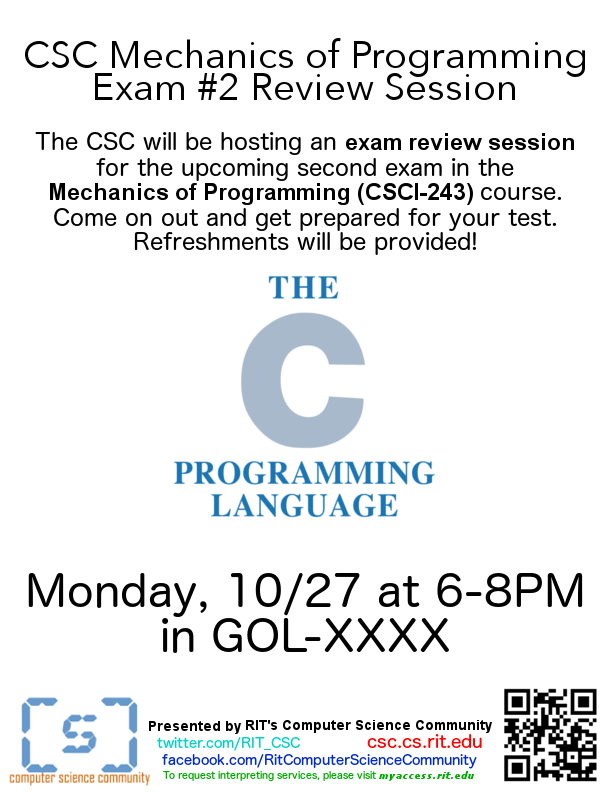 CSC Mechanics of Programming
Exam #2 Review Session
The CSC will be hosting an exam review session
for the upcoming second exam in the
Mechanics of Programming (CSCI-243) course.
Come on out and get prepared for your test.
Refreshments will be provided!
THE
C
PROGRAMMING
LANGUAGE
Monday, 10/27 at 6-8PM
in GOL-XXXX
[S]
computer science community
Presented by RIT's Computer Science Community
twitter.com/RIT_CSC csc.cs.rit.edu
facebook.com/RitComputerScienceCommunity
To request interpreting services, please visit myaccess.rit.edu